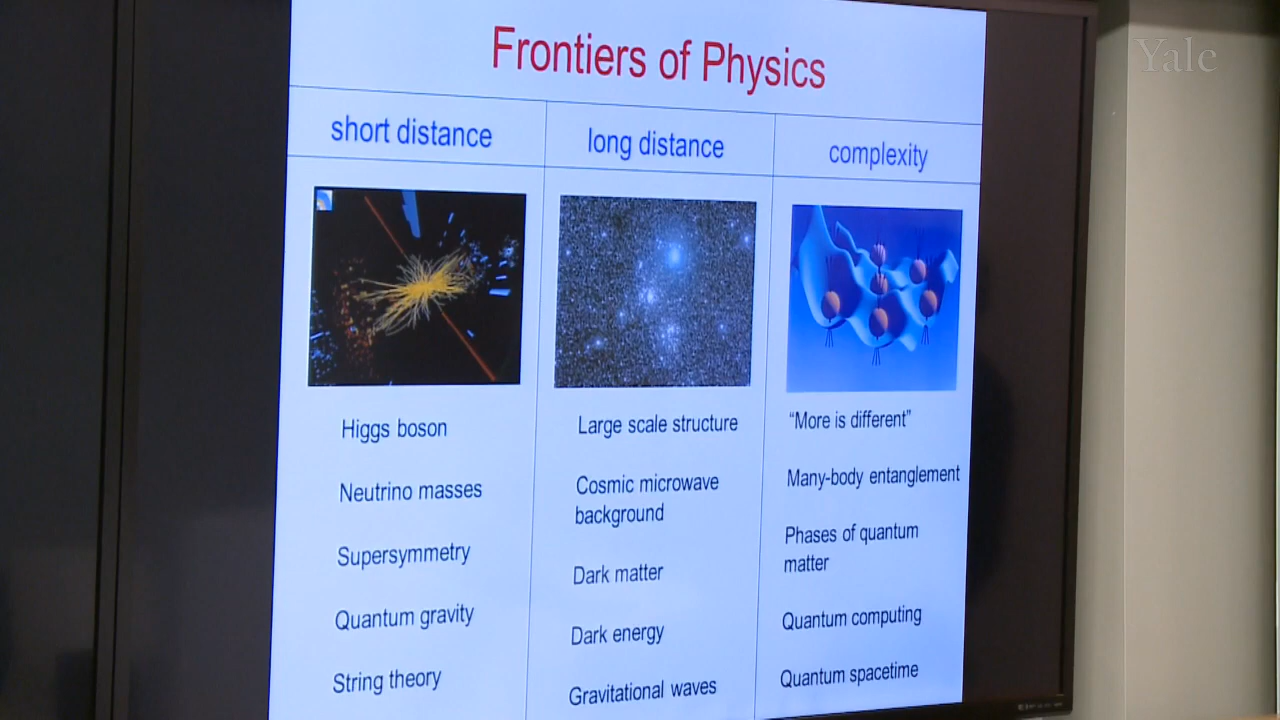 Yale
Frontiers of Physics
short distance
long distance
complexity
Higgs boson
Neutrino masses
Supersymmetry
Quantum gravity
String theory
Large scale structure
Cosmic microwave
background
Dark matter
Dark energy
Gravitational waves
“More is different”
Many-body entanglement
Phases of quantum
matter
Quantum computing
Quantum spacetime